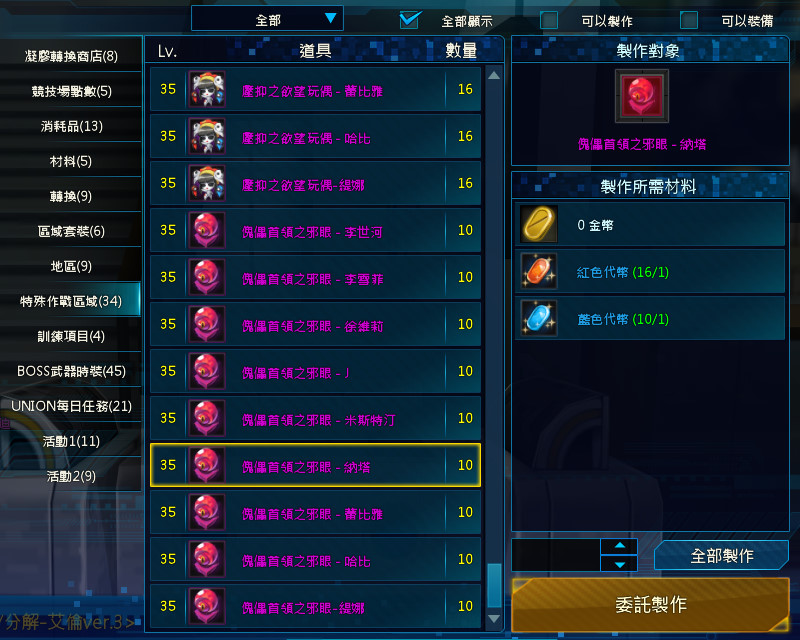 全部
全部顯示
可以製作
可以裝備
凝膠轉換商店(8)
競技場點數(5)
消耗品(13)
材料(5)
轉換(9)
區域套裝(6)
地區(9)
特殊作戰區域(34)
訓練項目(4)
BOSS武器時裝(45)
UNION每日任務(21)
活動1(11)
活動2(9)
Lv. 道具 數量
35 壓抑之欲望玩偶 - 蕾比雅 16
35 壓抑之欲望玩偶 - 哈比 16
35 壓抑之欲望玩偶-緹娜 16
35 傀儡首領之邪眼 - 李世河 10
35 傀儡首領之邪眼 - 李雪菲 10
35 傀儡首領之邪眼 - 徐維莉 10
35 傀儡首領之邪眼 - J 10
35 傀儡首領之邪眼 - 米斯特汀 10
35 傀儡首領之邪眼 - 納塔 10
35 傀儡首領之邪眼 - 蕾比雅 10
35 傀儡首領之邪眼 - 哈比 10
35 傀儡首領之邪眼-緹娜 10
製作對象
傀儡首領之邪眼 - 納塔
製作所需材料
0 金幣
紅色代幣 (16/1)
藍色代幣 (10/1)
全部製作
委託製作
/分解-艾倫ver.3>